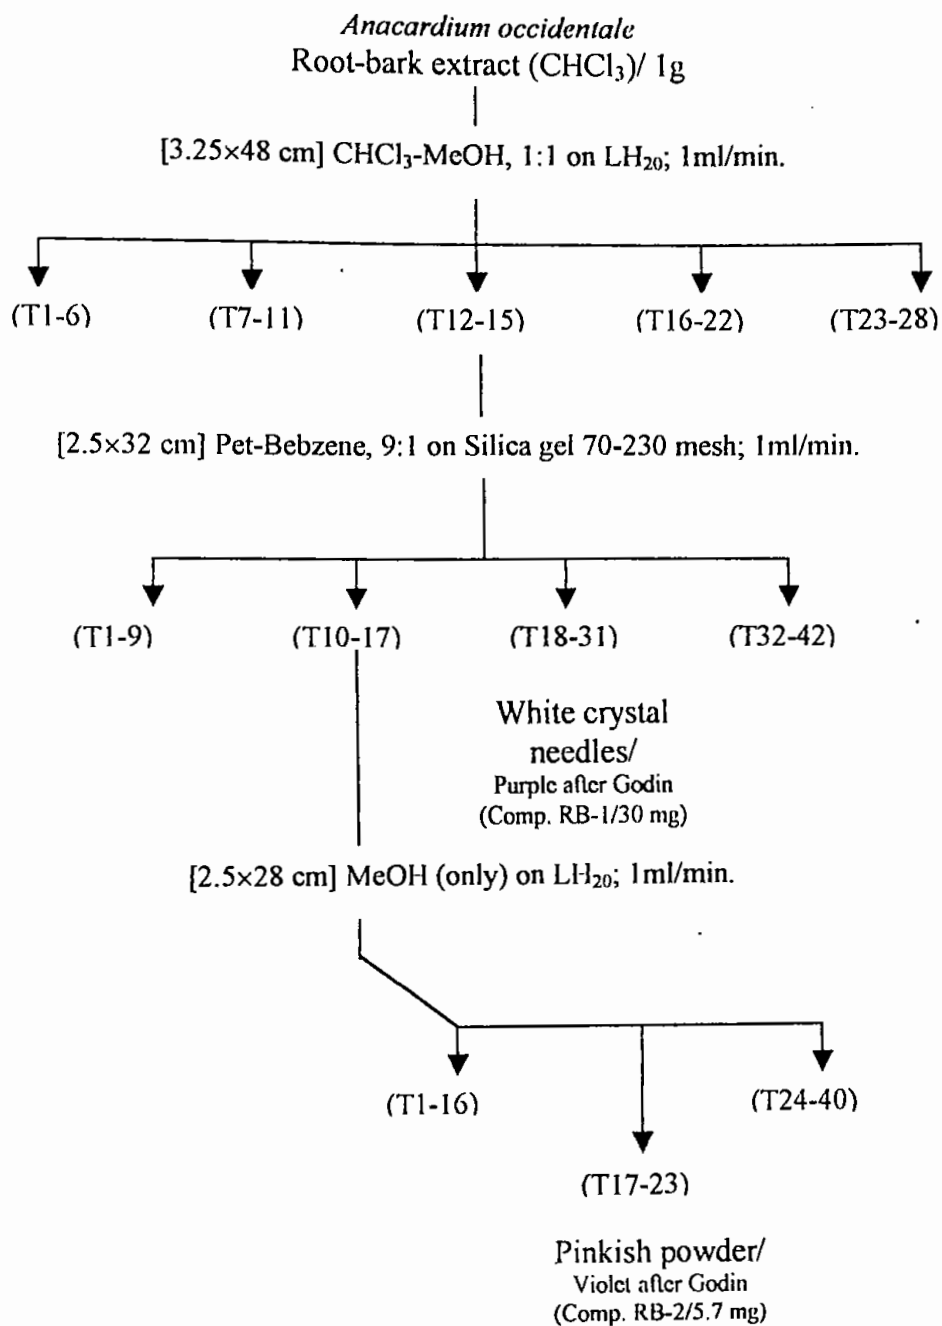 Anacardium occidentale
Root-bark extract (CHCl₃)/ 1g
[3.25×48 cm] CHCl₃-MeOH, 1:1 on LH₂₀; 1ml/min.
(T1-6) (T7-11) (T12-15) (T16-22) (T23-28)
[2.5×32 cm] Pet-Bebzene, 9:1 on Silica gel 70-230 mesh; 1ml/min.
(T1-9) (T10-17) (T18-31) (T32-42)
White crystal
needles/
Purple after Godin
(Comp. RB-1/30 mg)
[2.5×28 cm] MeOH (only) on LH₂₀; 1ml/min.
(T1-16) (T24-40)
(T17-23)
Pinkish powder/
Violet after Godin
(Comp. RB-2/5.7 mg)